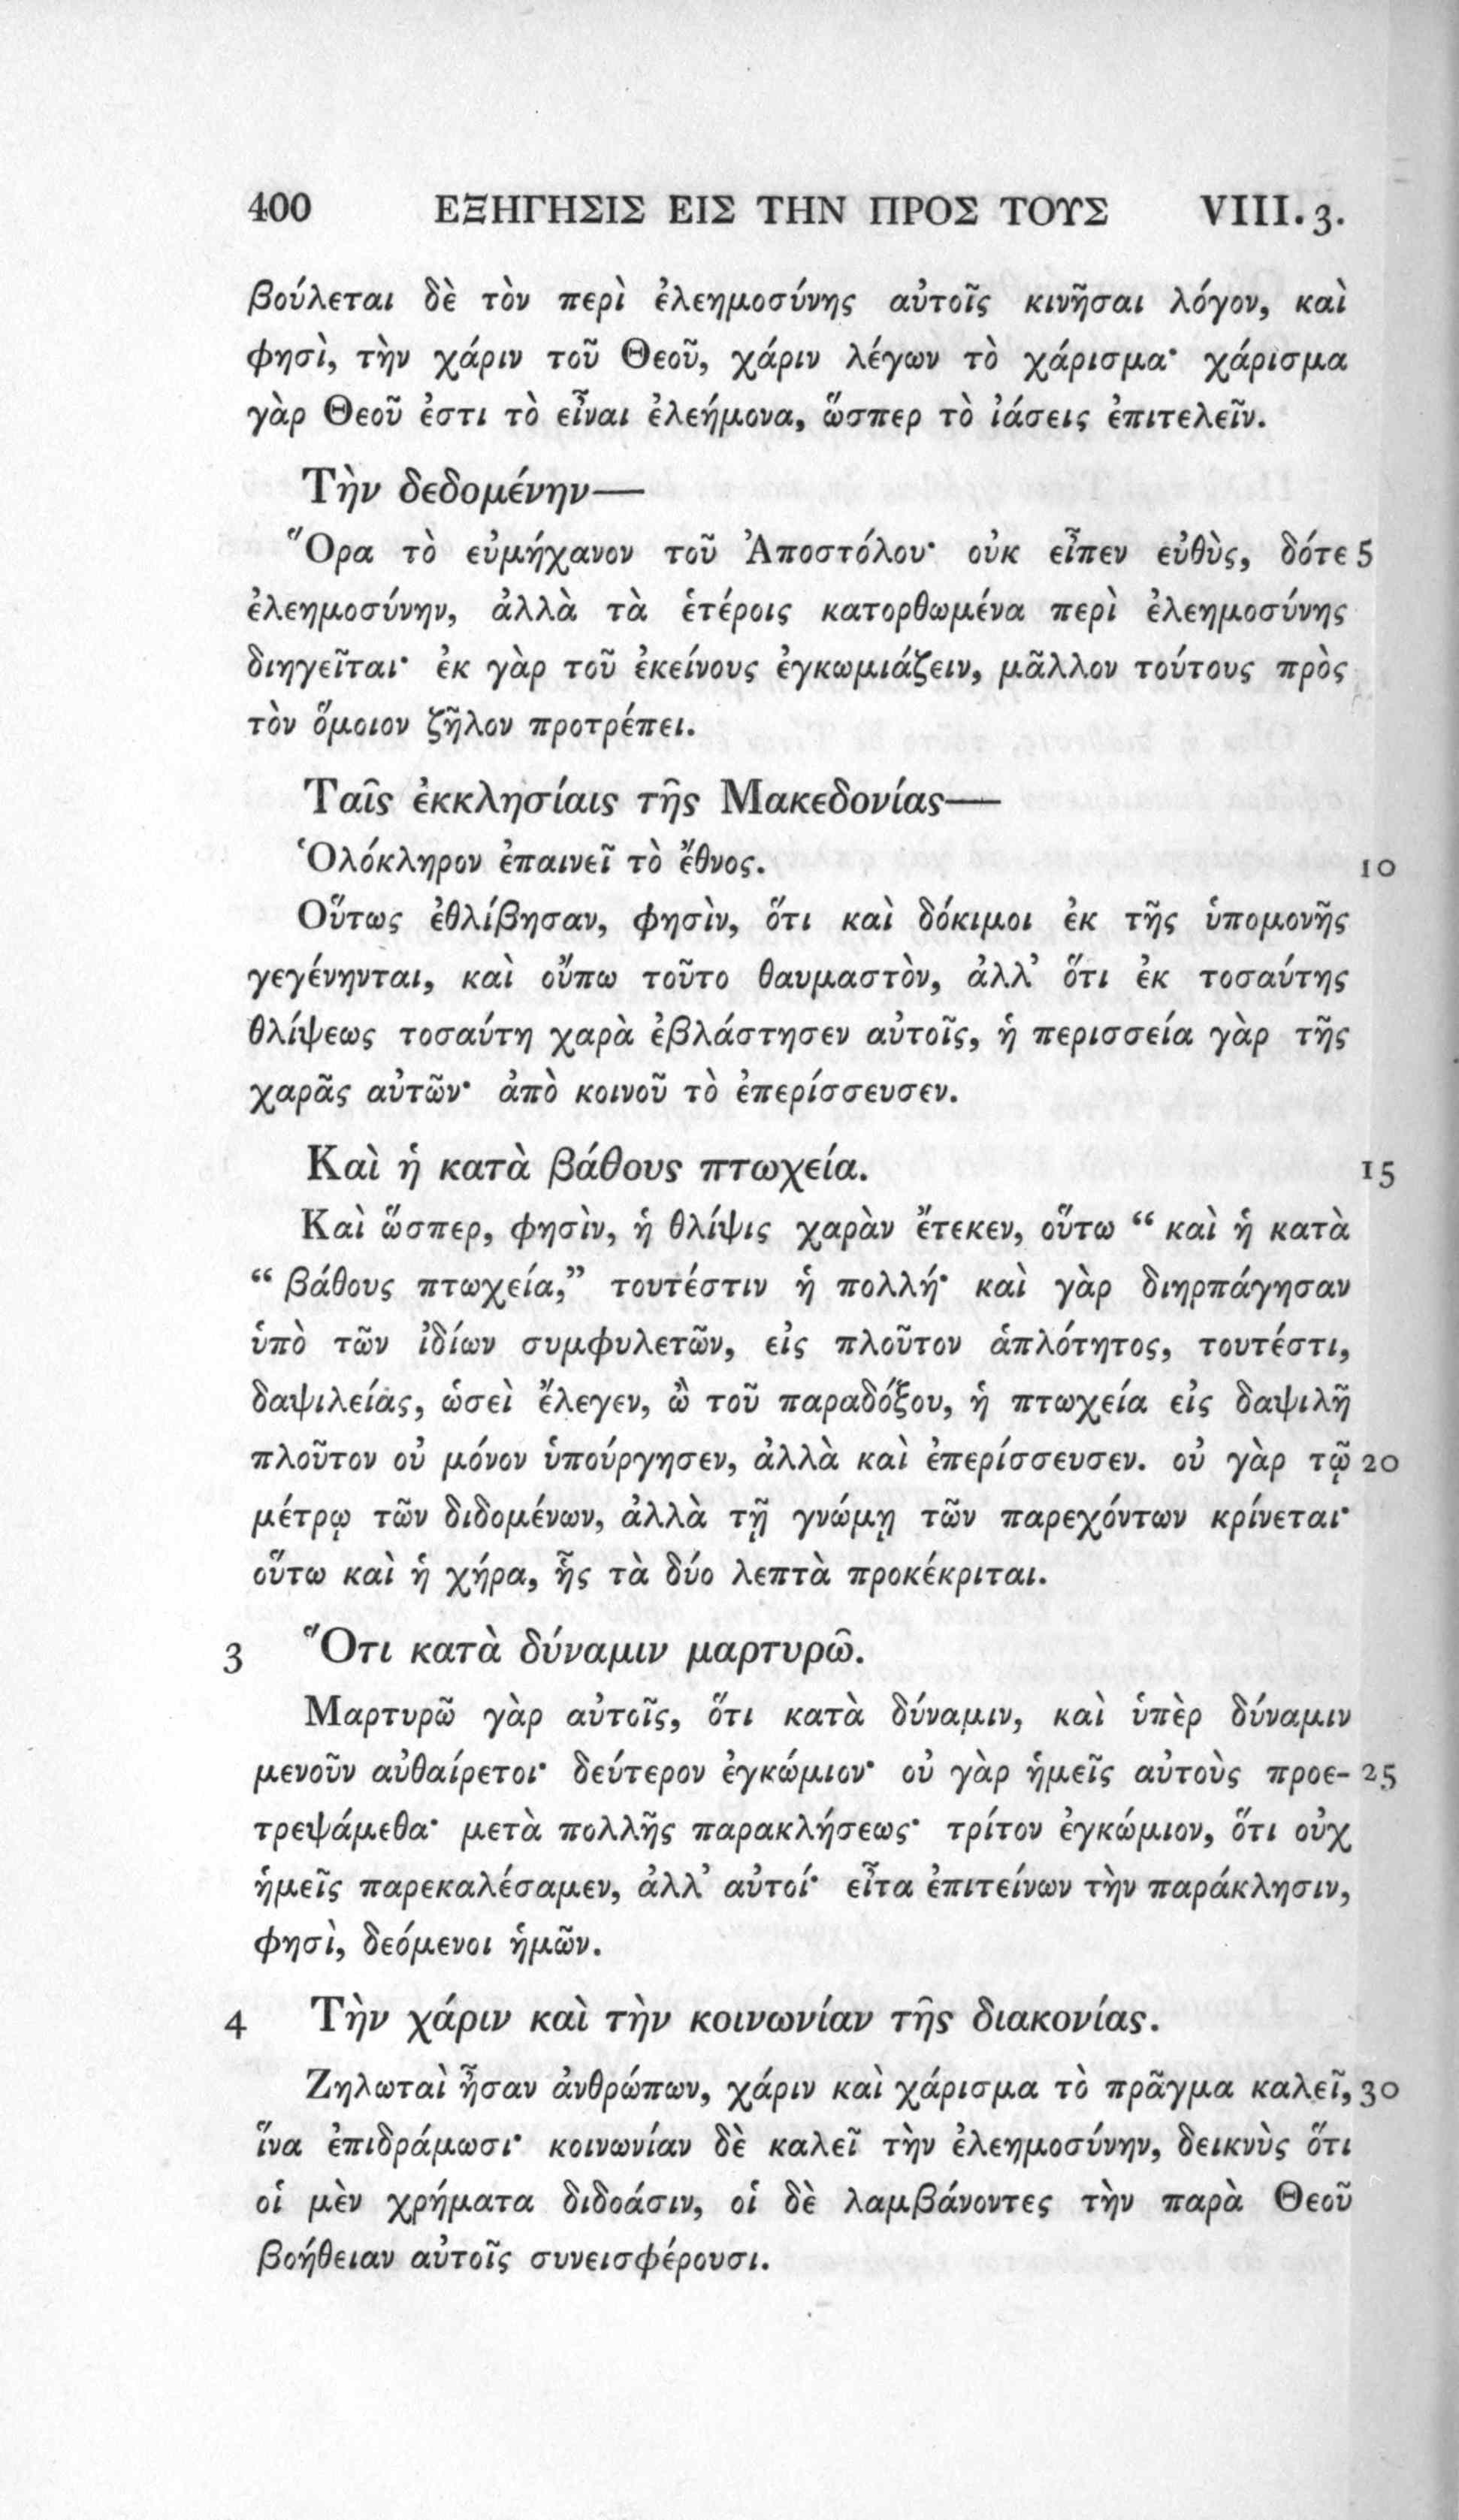 400 ΕΞΗΓΗΣΙΣ ΕΙΣ ΤΗΝ ΠΡΟΣ ΤΟΥΣ VIII. 3.
βούλεται δὲ τὸν περὶ ἐλεημοσύνης αὐτοῖς κινῆσαι λόγον, καὶ
φησὶ, τὴν χάριν τοῦ Θεοῦ, χάριν λέγων τὸ χάρισμα· χάρισμα
γὰρ Θεοῦ ἐστι τὸ εἶναι ἐλεήμονα, ὥσπερ τὸ ἰάσεις ἐπιτελεῖν.
Τὴν δεδομένην—
Ὅρα τὸ εὐμήχανον τοῦ Ἀποστόλου· οὐκ εἶπεν εὐθὺς, δότε 5
ἐλεημοσύνην, ἀλλὰ τὰ ἑτέροις κατορθωμένα περὶ ἐλεημοσύνης
διηγεῖται· ἐκ γὰρ τοῦ ἐκείνους ἐγκωμιάζειν, μᾶλλον τούτους πρὸς
τὸν ὅμοιον ζῆλον προτρέπει.
Ταῖς ἐκκλησίαις τῆς Μακεδονίας—
Ὁλόκληρον ἐπαινεῖ τὸ ἔθνος. 10
Οὕτως ἐθλίβησαν, φησὶν, ὅτι καὶ δόκιμοι ἐκ τῆς ὑπομονῆς
γεγένηνται, καὶ οὔπω τοῦτο θαυμαστὸν, ἀλλ’ ὅτι ἐκ τοσαύτης
θλίψεως τοσαύτη χαρὰ ἐβλάστησεν αὐτοῖς, ἡ περισσεία γὰρ τῆς
χαρᾶς αὐτῶν· ἀπὸ κοινοῦ τὸ ἐπερίσσευσεν.
Καὶ ἡ κατὰ βάθους πτωχεία. 15
Καὶ ὥσπερ, φησὶν, ἡ θλίψις χαρὰν ἔτεκεν, οὕτω “ καὶ ἡ κατὰ
“ βάθους πτωχεία,” τουτέστιν ἡ πολλή· καὶ γὰρ διηρπάγησαν
ὑπὸ τῶν ἰδίων συμφυλετῶν, εἰς πλοῦτον ἁπλότητος, τουτέστι,
δαψιλείας, ὡσεὶ ἔλεγεν, ὢ τοῦ παραδόξου, ἡ πτωχεία εἰς δαψιλῆ
πλοῦτον οὐ μόνον ὑπούργησεν, ἀλλὰ καὶ ἐπερίσσευσεν. οὐ γὰρ τῷ 20
μέτρῳ τῶν διδομένων, ἀλλὰ τῇ γνώμῃ τῶν παρεχόντων κρίνεται·
οὕτω καὶ ἡ χήρα, ἧς τὰ δύο λεπτὰ προκέκριται.
3 Ὅτι κατὰ δύναμιν μαρτυρῶ.
Μαρτυρῶ γὰρ αὐτοῖς, ὅτι κατὰ δύναμιν, καὶ ὑπὲρ δύναμιν
μενοῦν αὐθαίρετοι· δεύτερον ἐγκώμιον· οὐ γὰρ ἡμεῖς αὐτοὺς προε- 25
τρεψάμεθα· μετὰ πολλῆς παρακλήσεως· τρίτον ἐγκώμιον, ὅτι οὐχ
ἡμεῖς παρεκαλέσαμεν, ἀλλ’ αὐτοί· εἶτα ἐπιτείνων τὴν παράκλησιν,
φησὶ, δεόμενοι ἡμῶν.
4 Τὴν χάριν καὶ τὴν κοινωνίαν τῆς διακονίας.
Ζηλωταὶ ἦσαν ἀνθρώπων, χάριν καὶ χάρισμα τὸ πρᾶγμα καλεῖ, 30
ἵνα ἐπιδράμωσι· κοινωνίαν δὲ καλεῖ τὴν ἐλεημοσύνην, δεικνὺς ὅτι
οἱ μὲν χρήματα διδοάσιν, οἱ δὲ λαμβάνοντες τὴν παρὰ Θεοῦ
βοήθειαν αὐτοῖς συνεισφέρουσι.